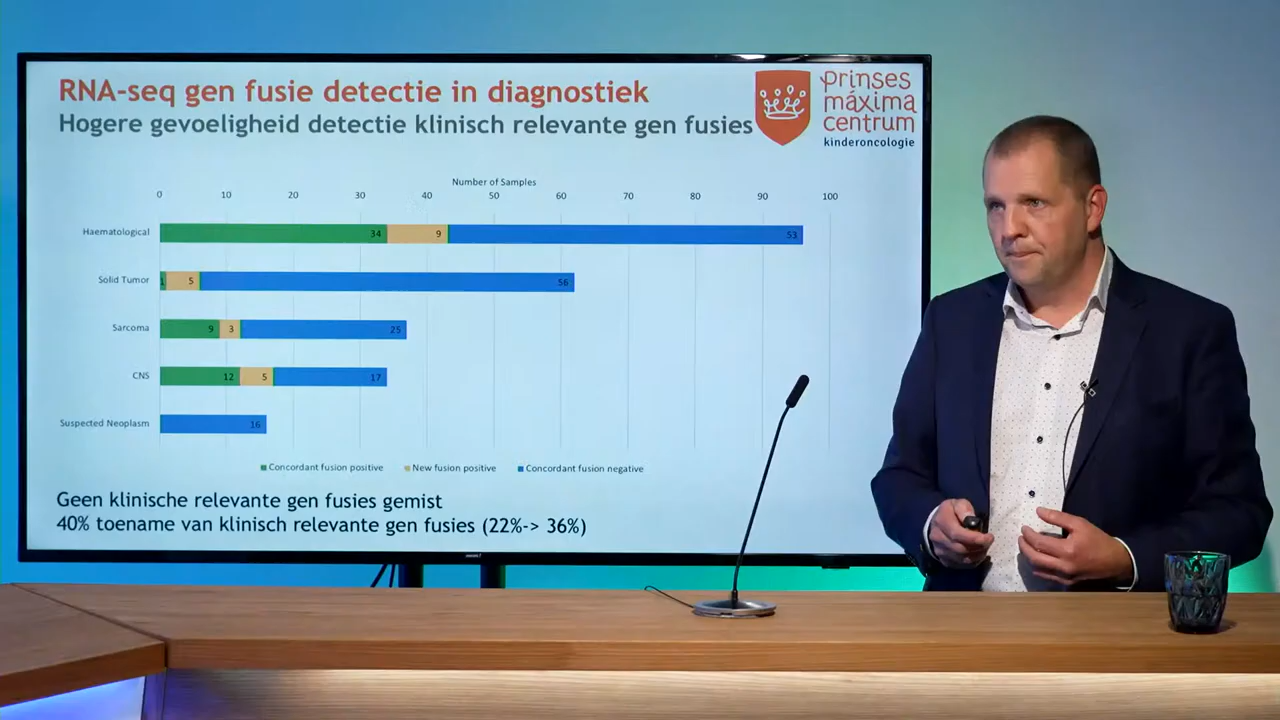 RNA-seq gen fusie detectie in diagnostiek
Hogere gevoeligheid detectie klinisch relevante gen fusies
prinses
máxima
centrum
kinderoncologie
Number of Samples
0 10 20 30 40 50 60 70 80 90 100
Haematological 34 9 53
Solid Tumor 1 5 56
Sarcoma 9 3 25
CNS 12 5 17
Suspected Neoplasm 16
Concordant fusion positive New fusion positive Concordant fusion negative
Geen klinische relevante gen fusies gemist
40% toename van klinisch relevante gen fusies (22%-> 36%)